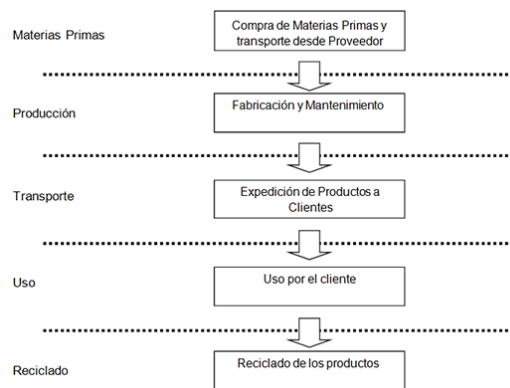 Materias Primas
Compra de Materias Primas y
transporte desde Proveedor
Producción
Fabricación y Mantenimiento
Transporte
Expedición de Productos a
Clientes
Uso
Uso por el cliente
Reciclado
Reciclado de los productos